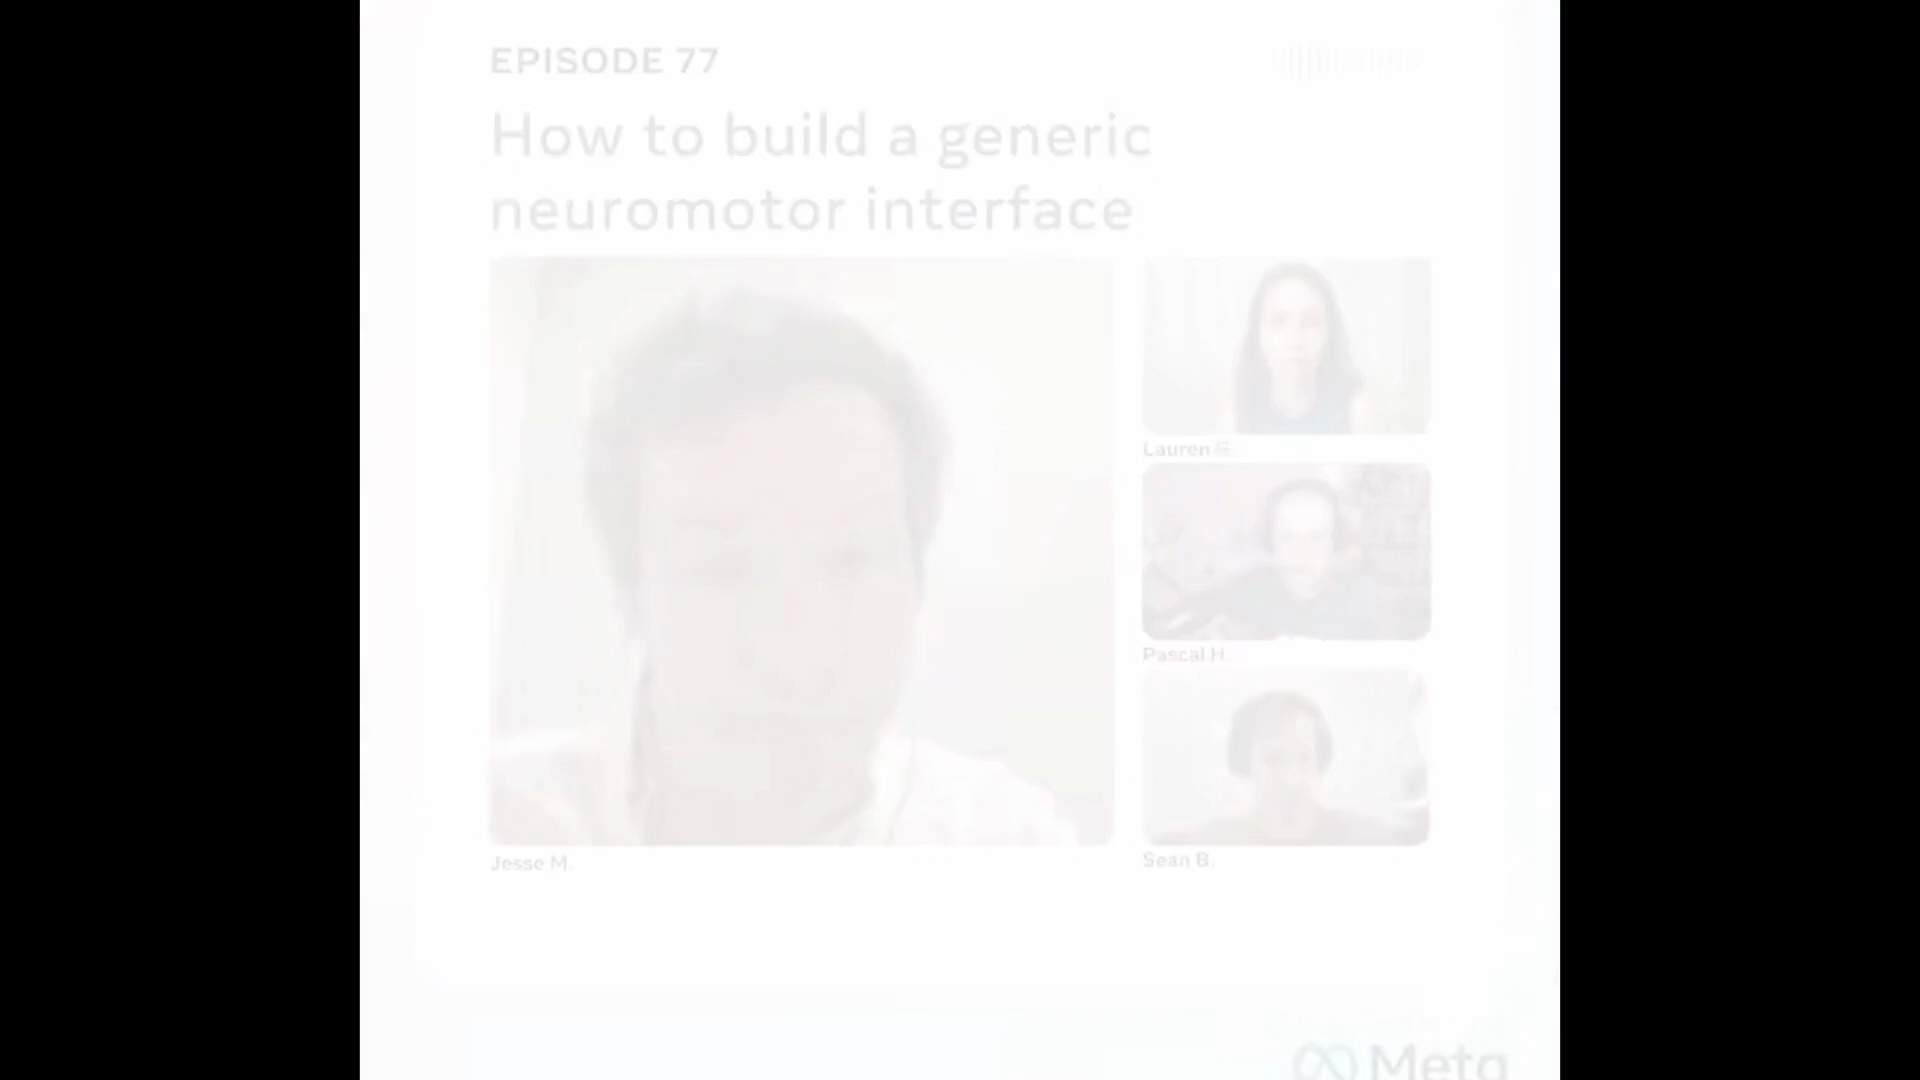 EPISODE 77
How to build a generic
neuromotor interface
Lauren
Pascal H.
Jesse M.
Sean B.
Meta